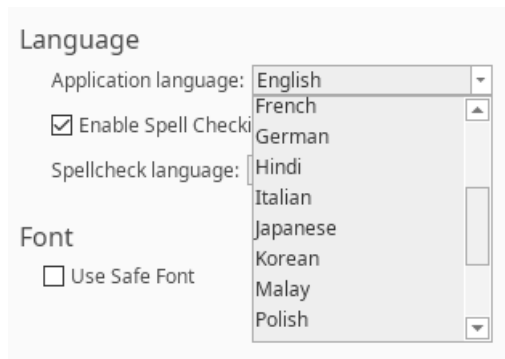 Language
Application language: English
French
Enable Spell Checki
German
Hindi
Spellcheck language:
Italian
Japanese
Font
Korean
Use Safe Font
Malay
Polish